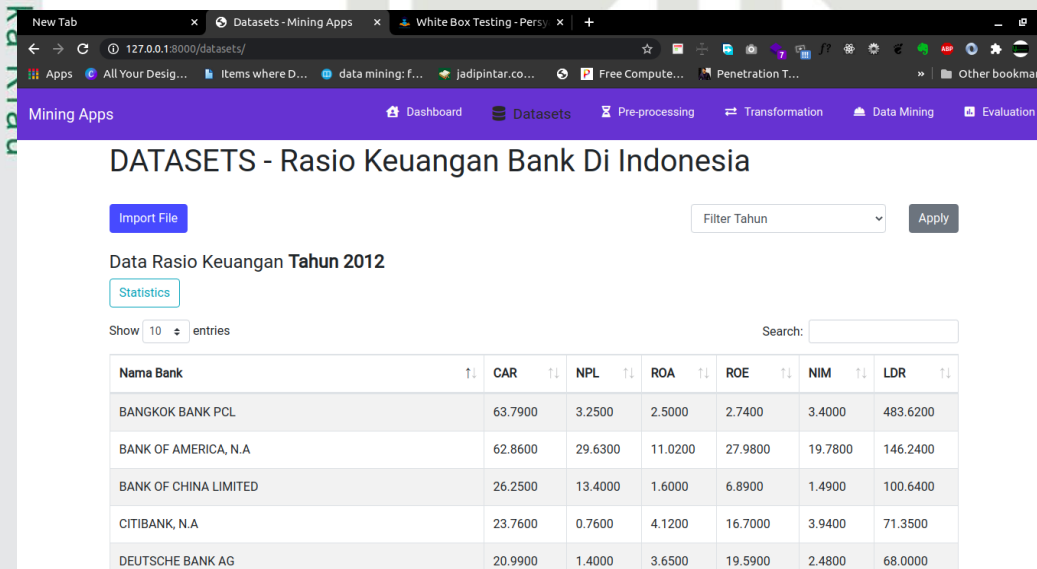 New Tab
Datasets - Mining Apps
White Box Testing - Persy
127.0.0.1:8000/datasets/
Apps
All Your Desig...
Items where D...
data mining: f...
jadipintar.co...
Free Compute...
Penetration T...
»
Other bookmar
Mining Apps
Dashboard
Datasets
Pre-processing
Transformation
Data Mining
Evaluation
DATASETS - Rasio Keuangan Bank Di Indonesia
Import File
Filter Tahun
Apply
Data Rasio Keuangan Tahun 2012
Statistics
Show 10 entries
Search:
Nama Bank CAR NPL ROA ROE NIM LDR
BANGKOK BANK PCL 63.7900 3.2500 2.5000 2.7400 3.4000 483.6200
BANK OF AMERICA, N.A 62.8600 29.6300 11.0200 27.9800 19.7800 146.2400
BANK OF CHINA LIMITED 26.2500 13.4000 1.6000 6.8900 1.4900 100.6400
CITIBANK, N.A 23.7600 0.7600 4.1200 16.7000 3.9400 71.3500
DEUTSCHE BANK AG 20.9900 1.4000 3.6500 19.5900 2.4800 68.0000